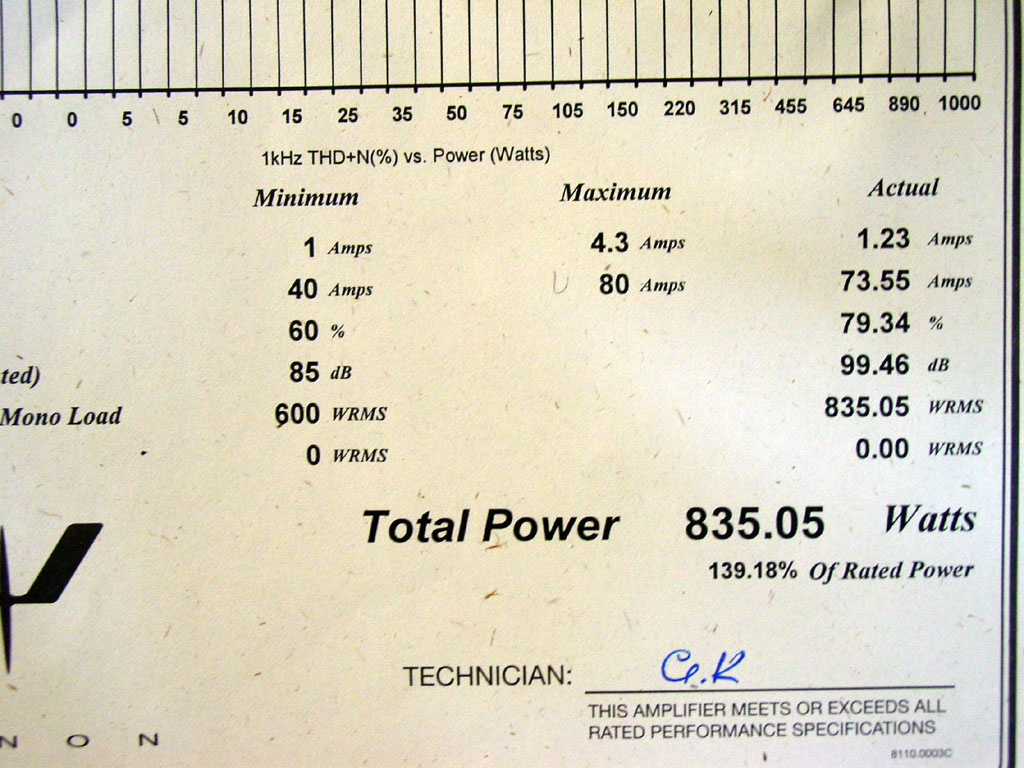 0 0 5 5 10 15 25 35 50 75 105 150 220 315 455 645 890 1000
1kHz THD+N(%) vs. Power (Watts)
Minimum Maximum Actual
1 Amps 4.3 Amps 1.23 Amps
40 Amps 80 Amps 73.55 Amps
60 % 79.34 %
ted) 85 dB 99.46 dB
Mono Load 600 WRMS 835.05 WRMS
0 WRMS 0.00 WRMS
Total Power 835.05 Watts
139.18% Of Rated Power
TECHNICIAN: G.R
THIS AMPLIFIER MEETS OR EXCEEDS ALL
RATED PERFORMANCE SPECIFICATIONS
8110.0003C
N O N